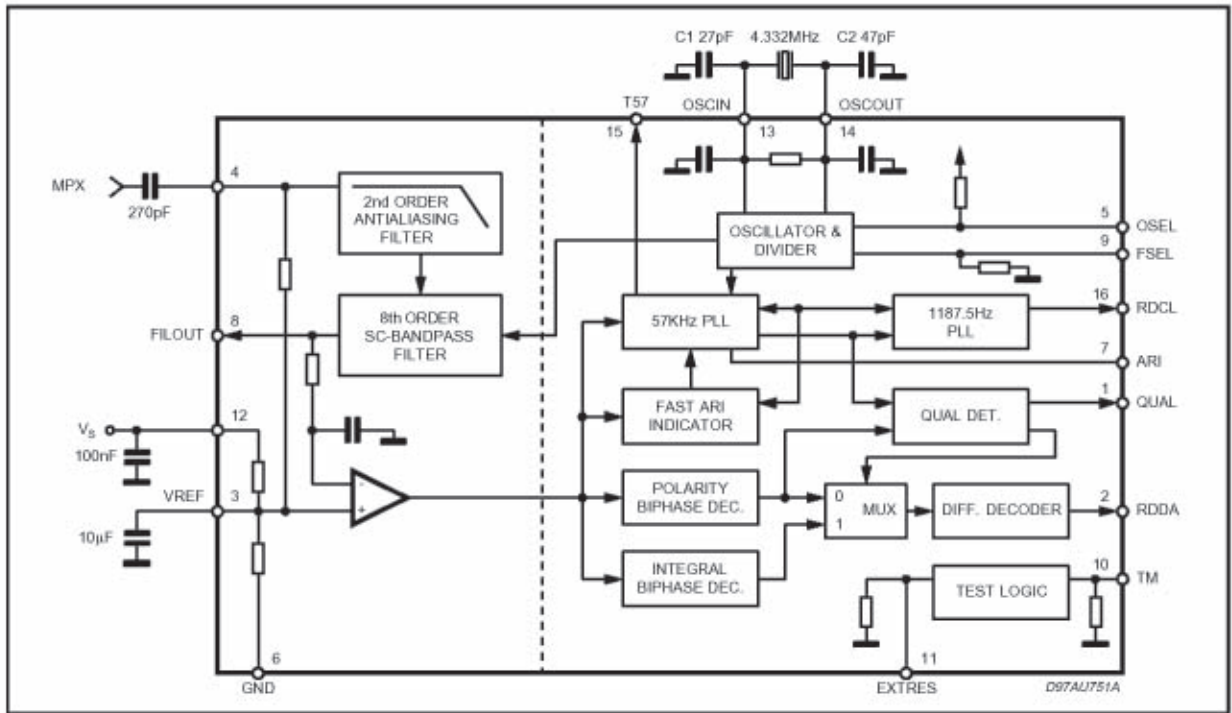 C1 27pF
4.332MHz
C2 47pF
T57
OSCIN
OSCOUT
15
13
14
MPX
270pF
4
2nd ORDER
ANTIALIASING
FILTER
OSCILLATOR &
DIVIDER
5
OSEL
9
FSEL
FILOUT
8
8th ORDER
SC-BANDPASS
FILTER
57KHz PLL
1187.5Hz
PLL
16
RDCL
7
ARI
FAST ARI
INDICATOR
QUAL DET.
1
QUAL
VS
12
100nF
VREF
3
10µF
-
+
POLARITY
BIPHASE DEC.
0
1
MUX
DIFF. DECODER
2
RDDA
INTEGRAL
BIPHASE DEC.
TEST LOGIC
10
TM
6
GND
11
EXTRES
D97AU751A